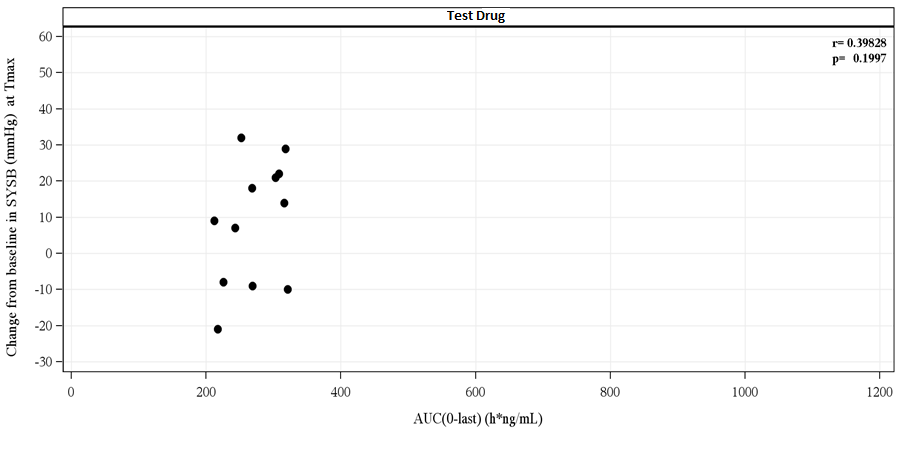 Test Drug
r= 0.39828
p= 0.1997
Change from baseline in SYSB (mmHg) at Tmax
60
50
40
30
20
10
0
-10
-20
-30
0 200 400 600 800 1000 1200
AUC(0-last) (h*ng/mL)